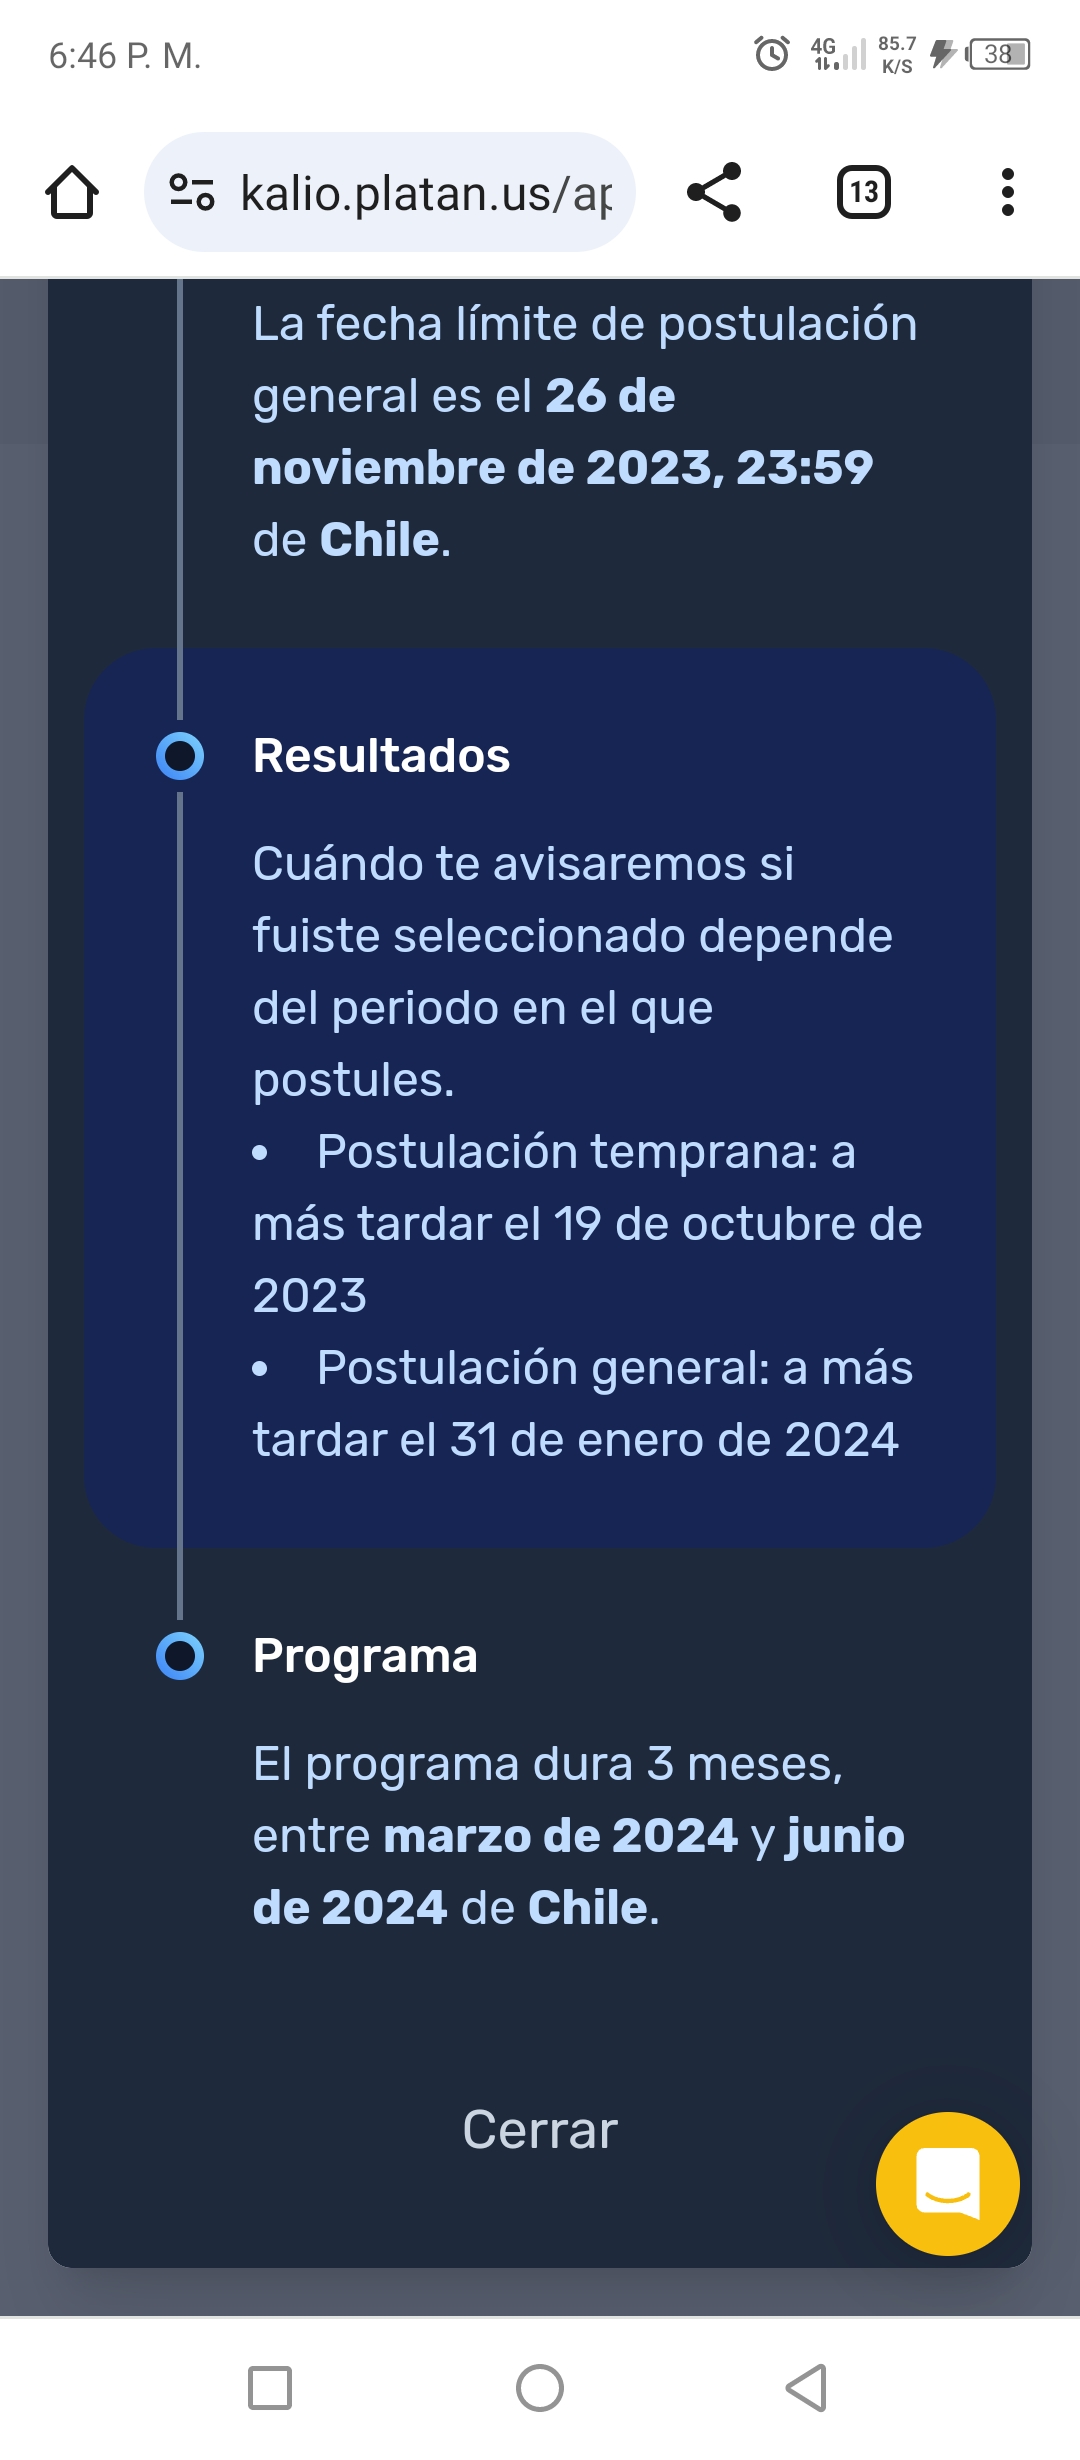 6:46 P. M.
4G
85.7
K/S
38
kalio.platan.us/ap
13
La fecha límite de postulación
general es el 26 de
noviembre de 2023, 23:59
de Chile.
Resultados
Cuándo te avisaremos si
fuiste seleccionado depende
del periodo en el que
postules.
• Postulación temprana: a
más tardar el 19 de octubre de
2023
• Postulación general: a más
tardar el 31 de enero de 2024
Programa
El programa dura 3 meses,
entre marzo de 2024 y junio
de 2024 de Chile.
Cerrar